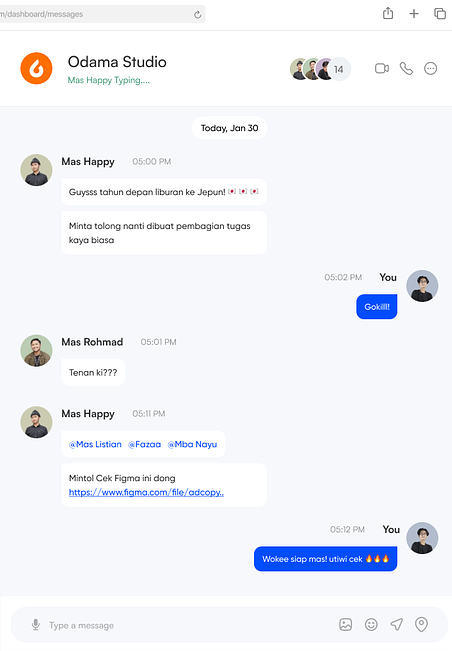 m/dashboard/messages
Odama Studio
Mas Happy Typing....
14
Today, Jan 30
Mas Happy 05:00 PM
Guysss tahun depan liburan ke Jepun! 🇯🇵 🇯🇵 🇯🇵
Minta tolong nanti dibuat pembagian tugas
kaya biasa
05:02 PM You
Gokilll!
Mas Rohmad 05:01 PM
Tenan ki???
Mas Happy 05:11 PM
@Mas Listian @Fazaa @Mba Nayu
Mintol Cek Figma ini dong
https://www.figma.com/file/adcopy..
05:12 PM You
Wokee siap mas! utiwi cek 🔥🔥🔥
Type a message